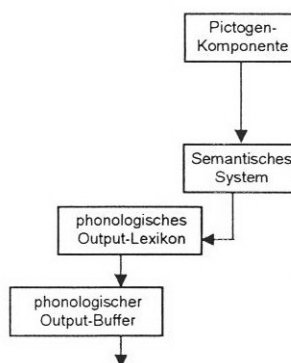 Pictogen-
Komponente
Semantisches
System
phonologisches
Output-Lexikon
phonologischer
Output-Buffer